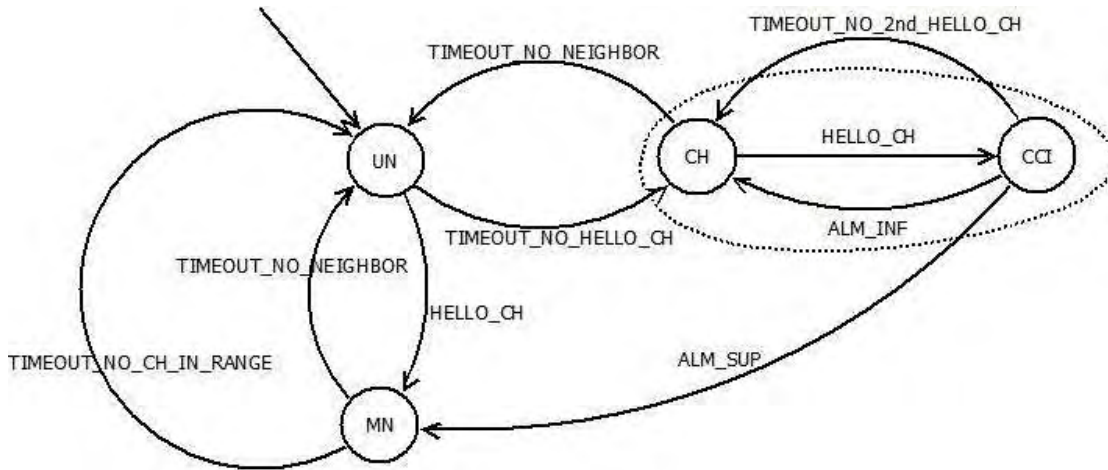 TIMEOUT_NO_2nd_HELLO_CH
TIMEOUT_NO_NEIGHBOR
HELLO_CH
UN
CH
CCI
ALM_INF
TIMEOUT_NO_HELLO_CH
TIMEOUT_NO_NEIGHBOR
HELLO_CH
TIMEOUT_NO_CH_IN_RANGE
ALM_SUP
MN